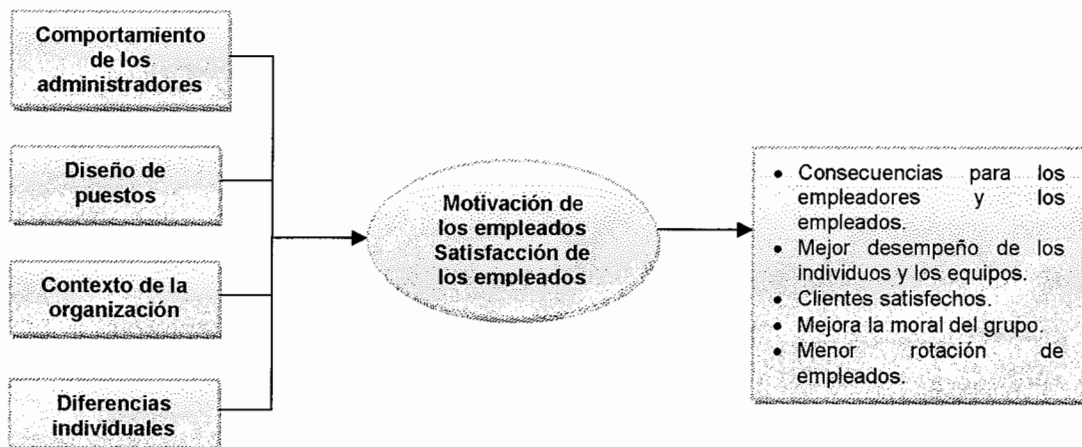 Comportamiento
de los
administradores
Diseño de
puestos
Contexto de la
organización
Diferencias
individuales
Motivación de
los empleados
Satisfacción de
los empleados
• Consecuencias para los
empleadores y los
empleados.
• Mejor desempeño de los
individuos y los equipos.
• Clientes satisfechos.
• Mejora la moral del grupo.
• Menor rotación de
empleados.